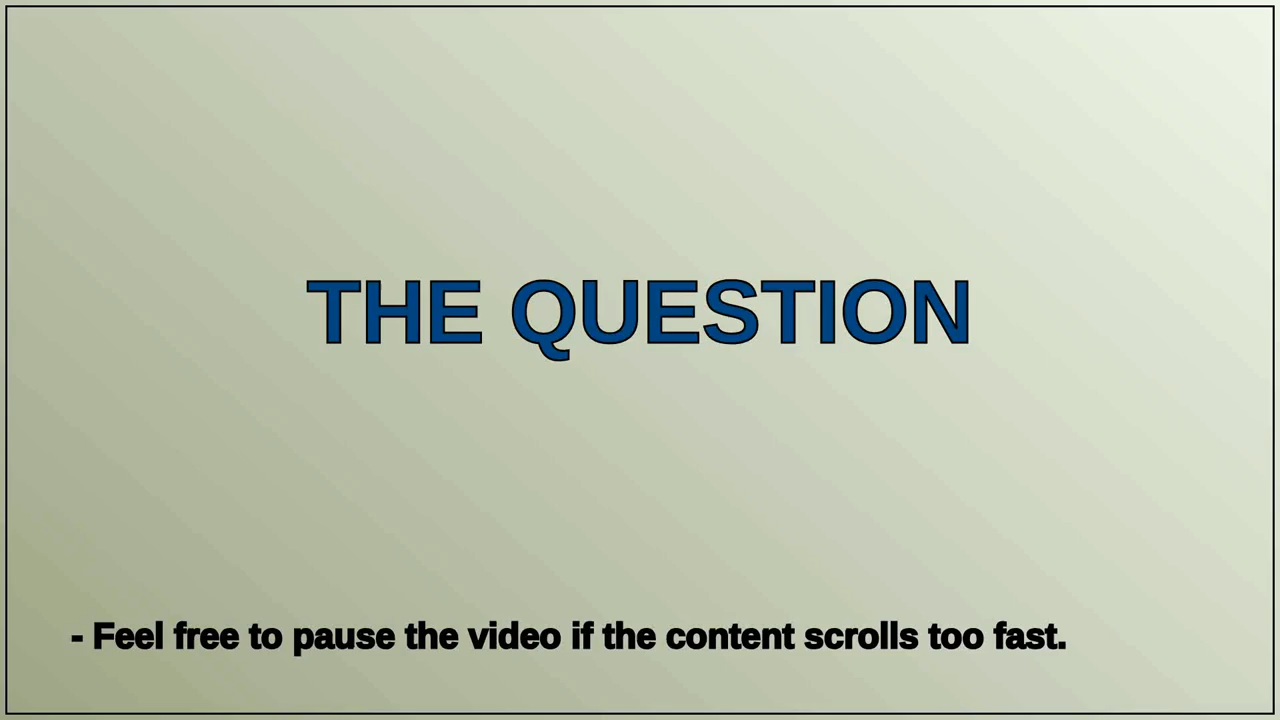 THE QUESTION
- Feel free to pause the video if the content scrolls too fast.